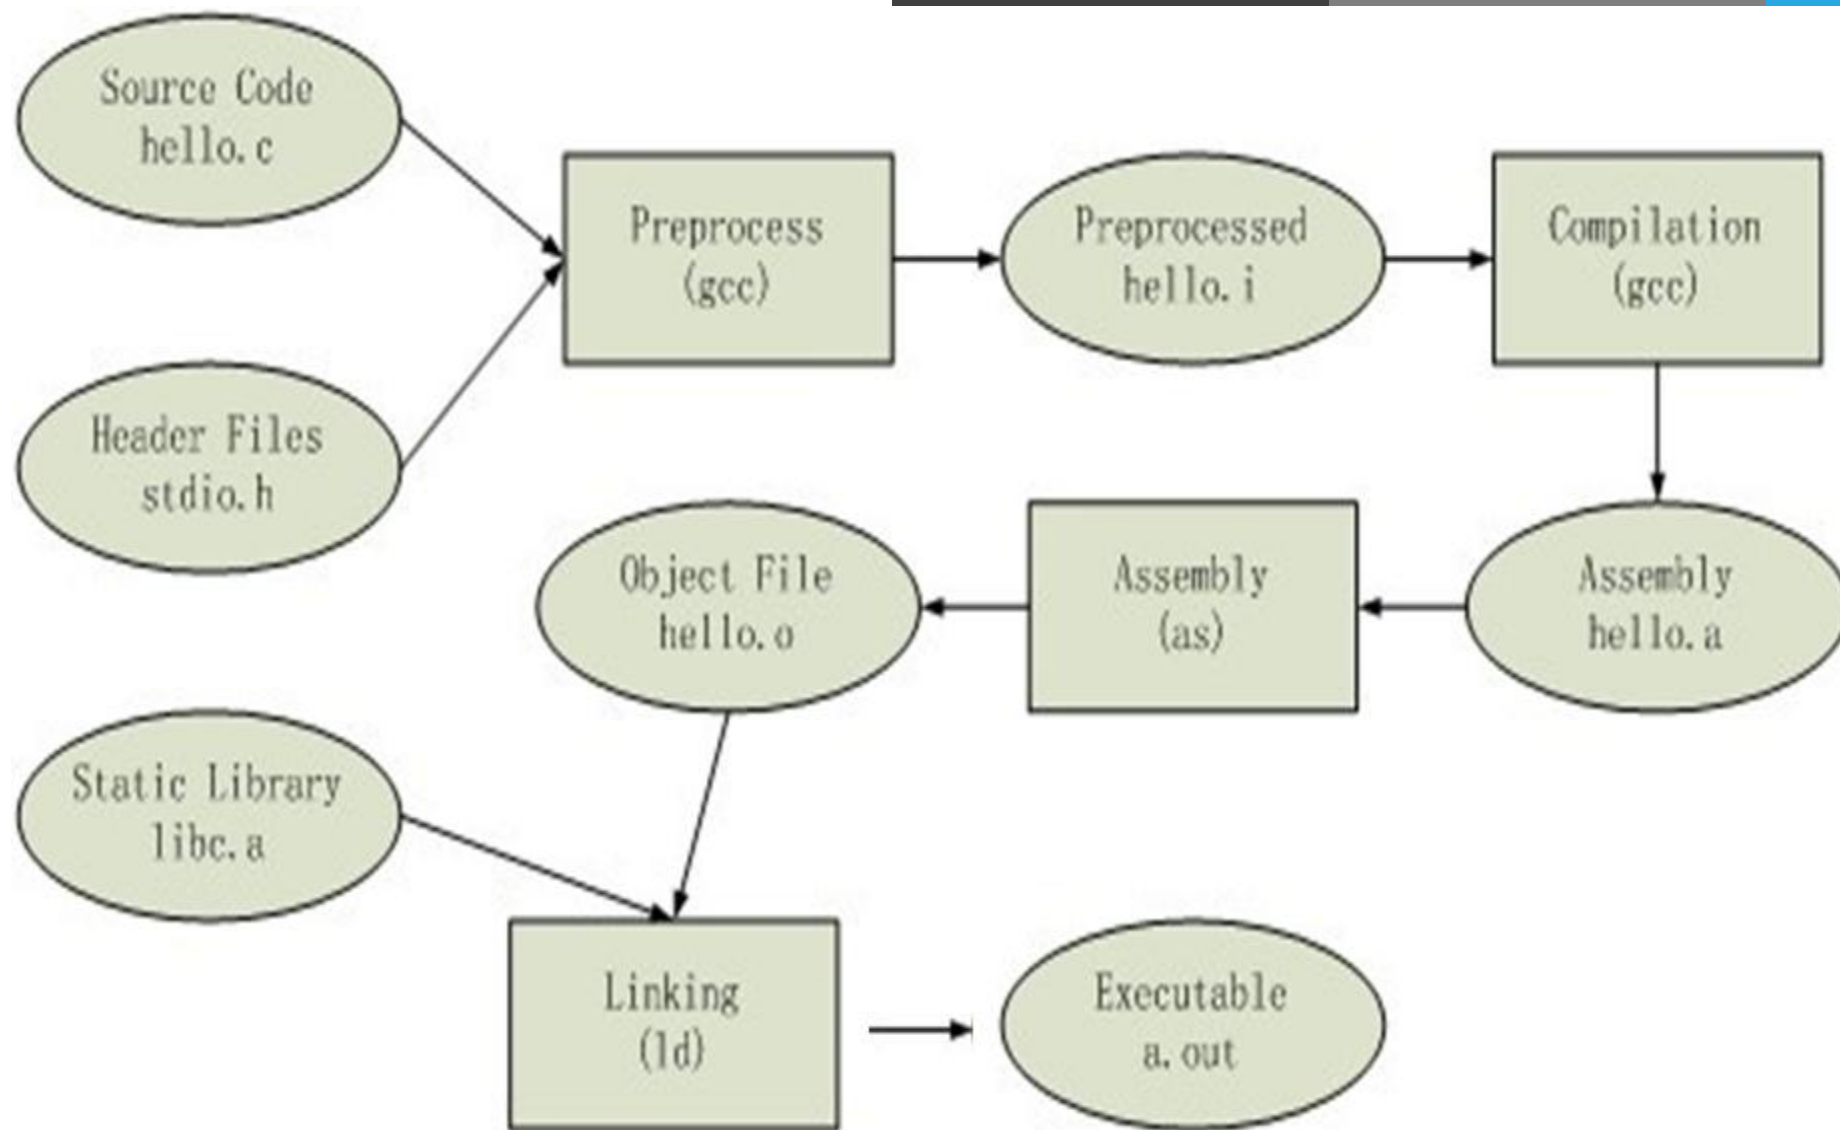 Source Code
hello.c
Preprocess
(gcc)
Preprocessed
hello.i
Compilation
(gcc)
Header Files
stdio.h
Object File
hello.o
Assembly
(as)
Assembly
hello.a
Static Library
libc.a
Linking
(ld)
Executable
a.out